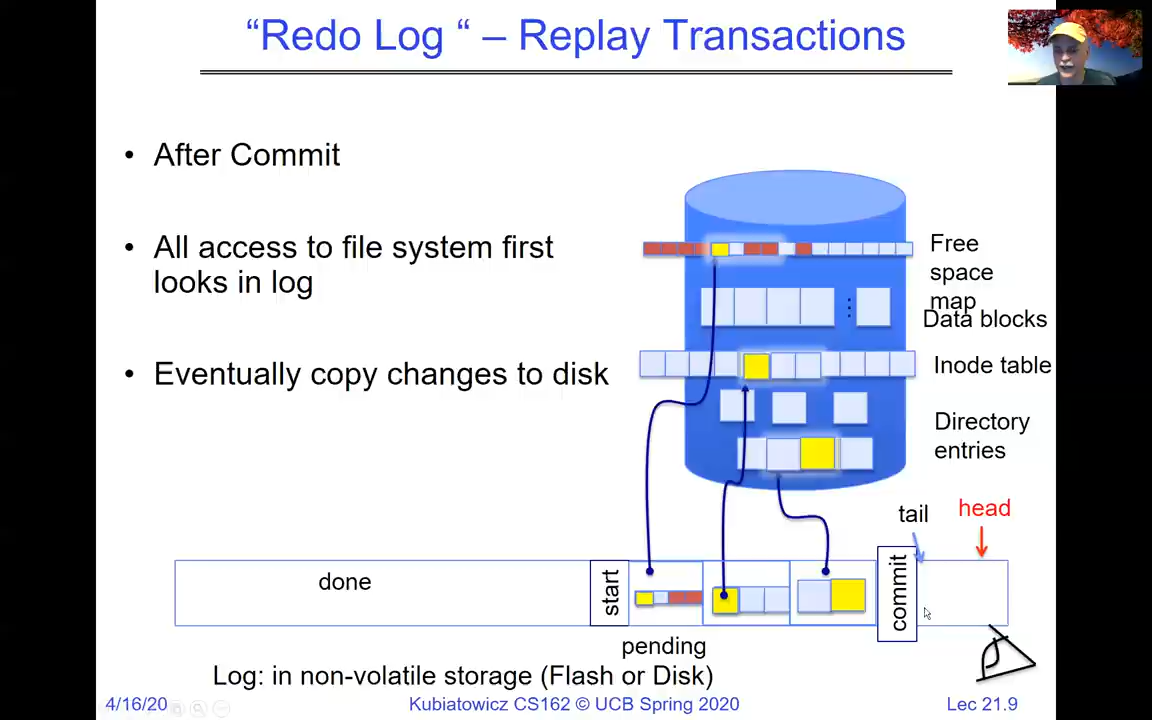 “Redo Log “ – Replay Transactions
• After Commit
• All access to file system first
looks in log
• Eventually copy changes to disk
Free
space
map
Data blocks
Inode table
Directory
entries
tail
head
done
start
commit
pending
Log: in non-volatile storage (Flash or Disk)
4/16/20
Kubiatowicz CS162 © UCB Spring 2020
Lec 21.9